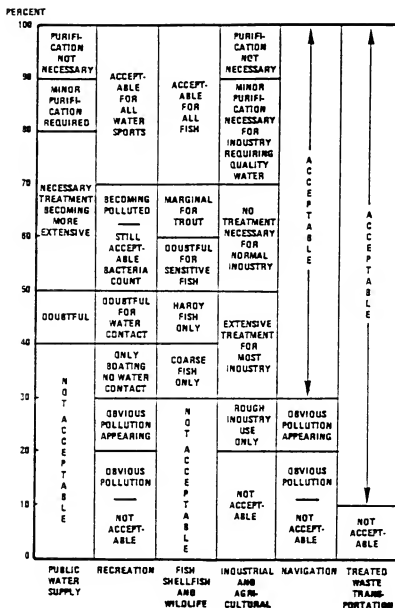 PERCENT
100
90
80
70
60
50
40
30
20
10
0
PURIFI-
CATION
NOT
NECESSARY
MINOR
PURIFI-
CATION
REQUIRED
NECESSARY
TREATMENT
BECOMING
MORE
EXTENSIVE
DOUBTFUL
NOT ACCEPTABLE
PUBLIC
WATER
SUPPLY
ACCEPT-
ABLE
FOR
ALL
WATER
SPORTS
BECOMING
POLLUTED
STILL
ACCEPT-
ABLE
BACTERIA
COUNT
DOUBTFUL
FOR
WATER
CONTACT
ONLY
BOATING
NO WATER
CONTACT
OBVIOUS
POLLUTION
APPEARING
OBVIOUS
POLLUTION
NOT
ACCEPT-
ABLE
RECREATION
ACCEPT-
ABLE
FOR
ALL
FISH
MARGINAL
FOR
TROUT
DOUBTFUL
FOR
SENSITIVE
FISH
HARDY
FISH
ONLY
COARSE
FISH
ONLY
NOT ACCEPTABLE
FISH
SHELLFISH
AND
WILDLIFE
PURIFI-
CATION
NOT
NECESSARY
MINOR
PURIFI-
CATION
NECESSARY
FOR
INDUSTRY
REQUIRING
QUALITY
WATER
NO
TREATMENT
NECESSARY
FOR
NORMAL
INDUSTRY
EXTENSIVE
TREATMENT
FOR
MOST
INDUSTRY
ROUGH
INDUSTRY
USE
ONLY
NOT
ACCEPT-
ABLE
INDUSTRIAL
AND
AGRI-
CULTURAL
ACCEPTABLE
OBVIOUS
POLLUTION
APPEARING
OBVIOUS
POLLUTION
NOT
ACCEPT-
ABLE
NAVIGATION
ACCEPTABLE
NOT
ACCEPT-
ABLE
TREATED
WASTE
TRANS-
PORTATION